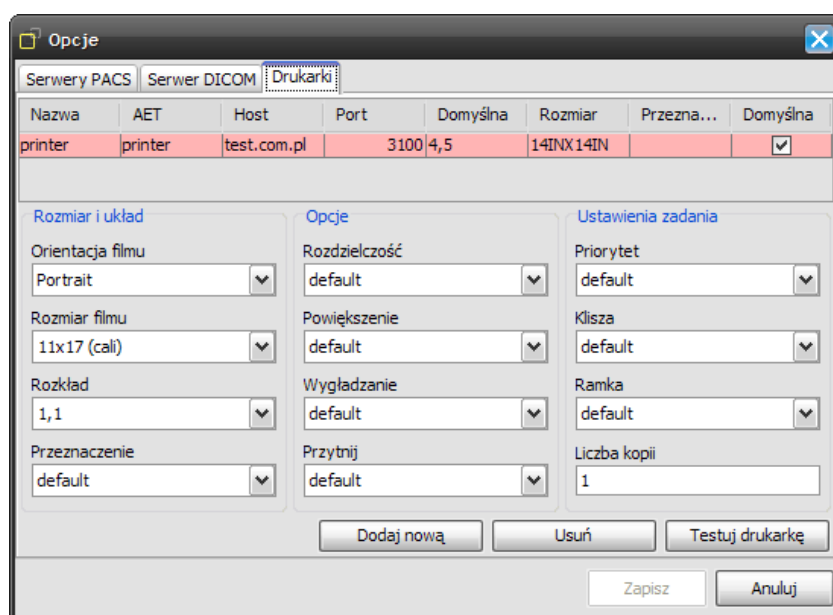 Opcje
Serwery PACS Serwer DICOM Drukarki
Nazwa AET Host Port Domyślna Rozmiar Przezna... Domyślna
printer printer test.com.pl 3100 4,5 14INX14IN
Rozmiar i układ Opcje Ustawienia zadania
Orientacja filmu Rozdzielczość Priorytet
Portrait default default
Rozmiar filmu Powiększenie Klisza
11x17 (cali) default default
Rozkład Wygładzanie Ramka
1,1 default default
Przeznaczenie Przytnij Liczba kopii
default default 1
Dodaj nową Usuń Testuj drukarkę
Zapisz Anuluj